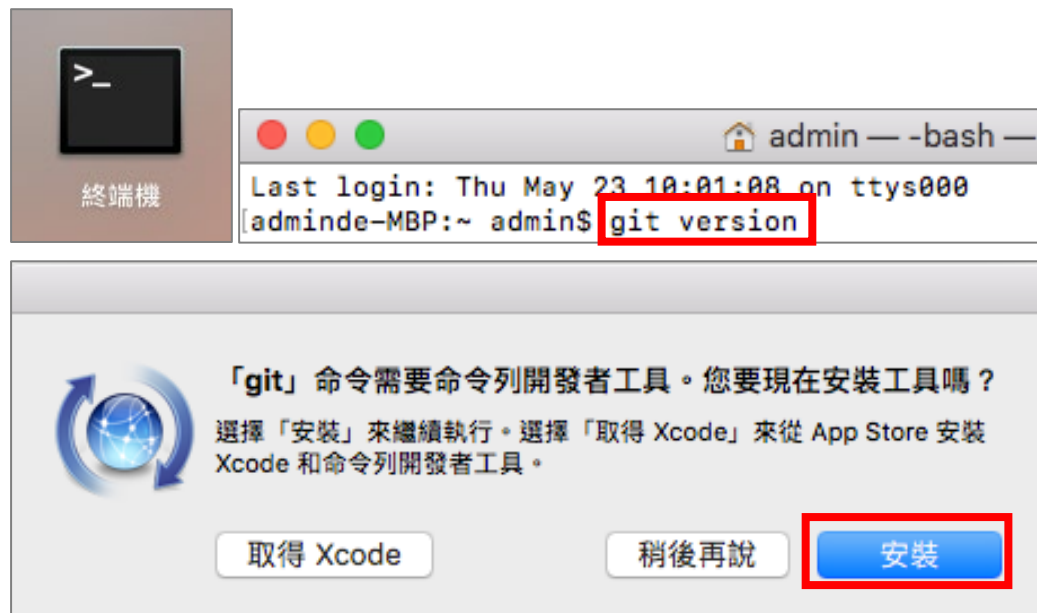 >_
終端機
admin — -bash —
Last login: Thu May 23 10:01:08 on ttys000
[adminde-MBP:~ admin$ git version
「git」命令需要命令列開發者工具。您要現在安裝工具嗎？
選擇「安裝」來繼續執行。選擇「取得 Xcode」來從 App Store 安裝
Xcode 和命令列開發者工具。
取得 Xcode
稍後再說
安裝